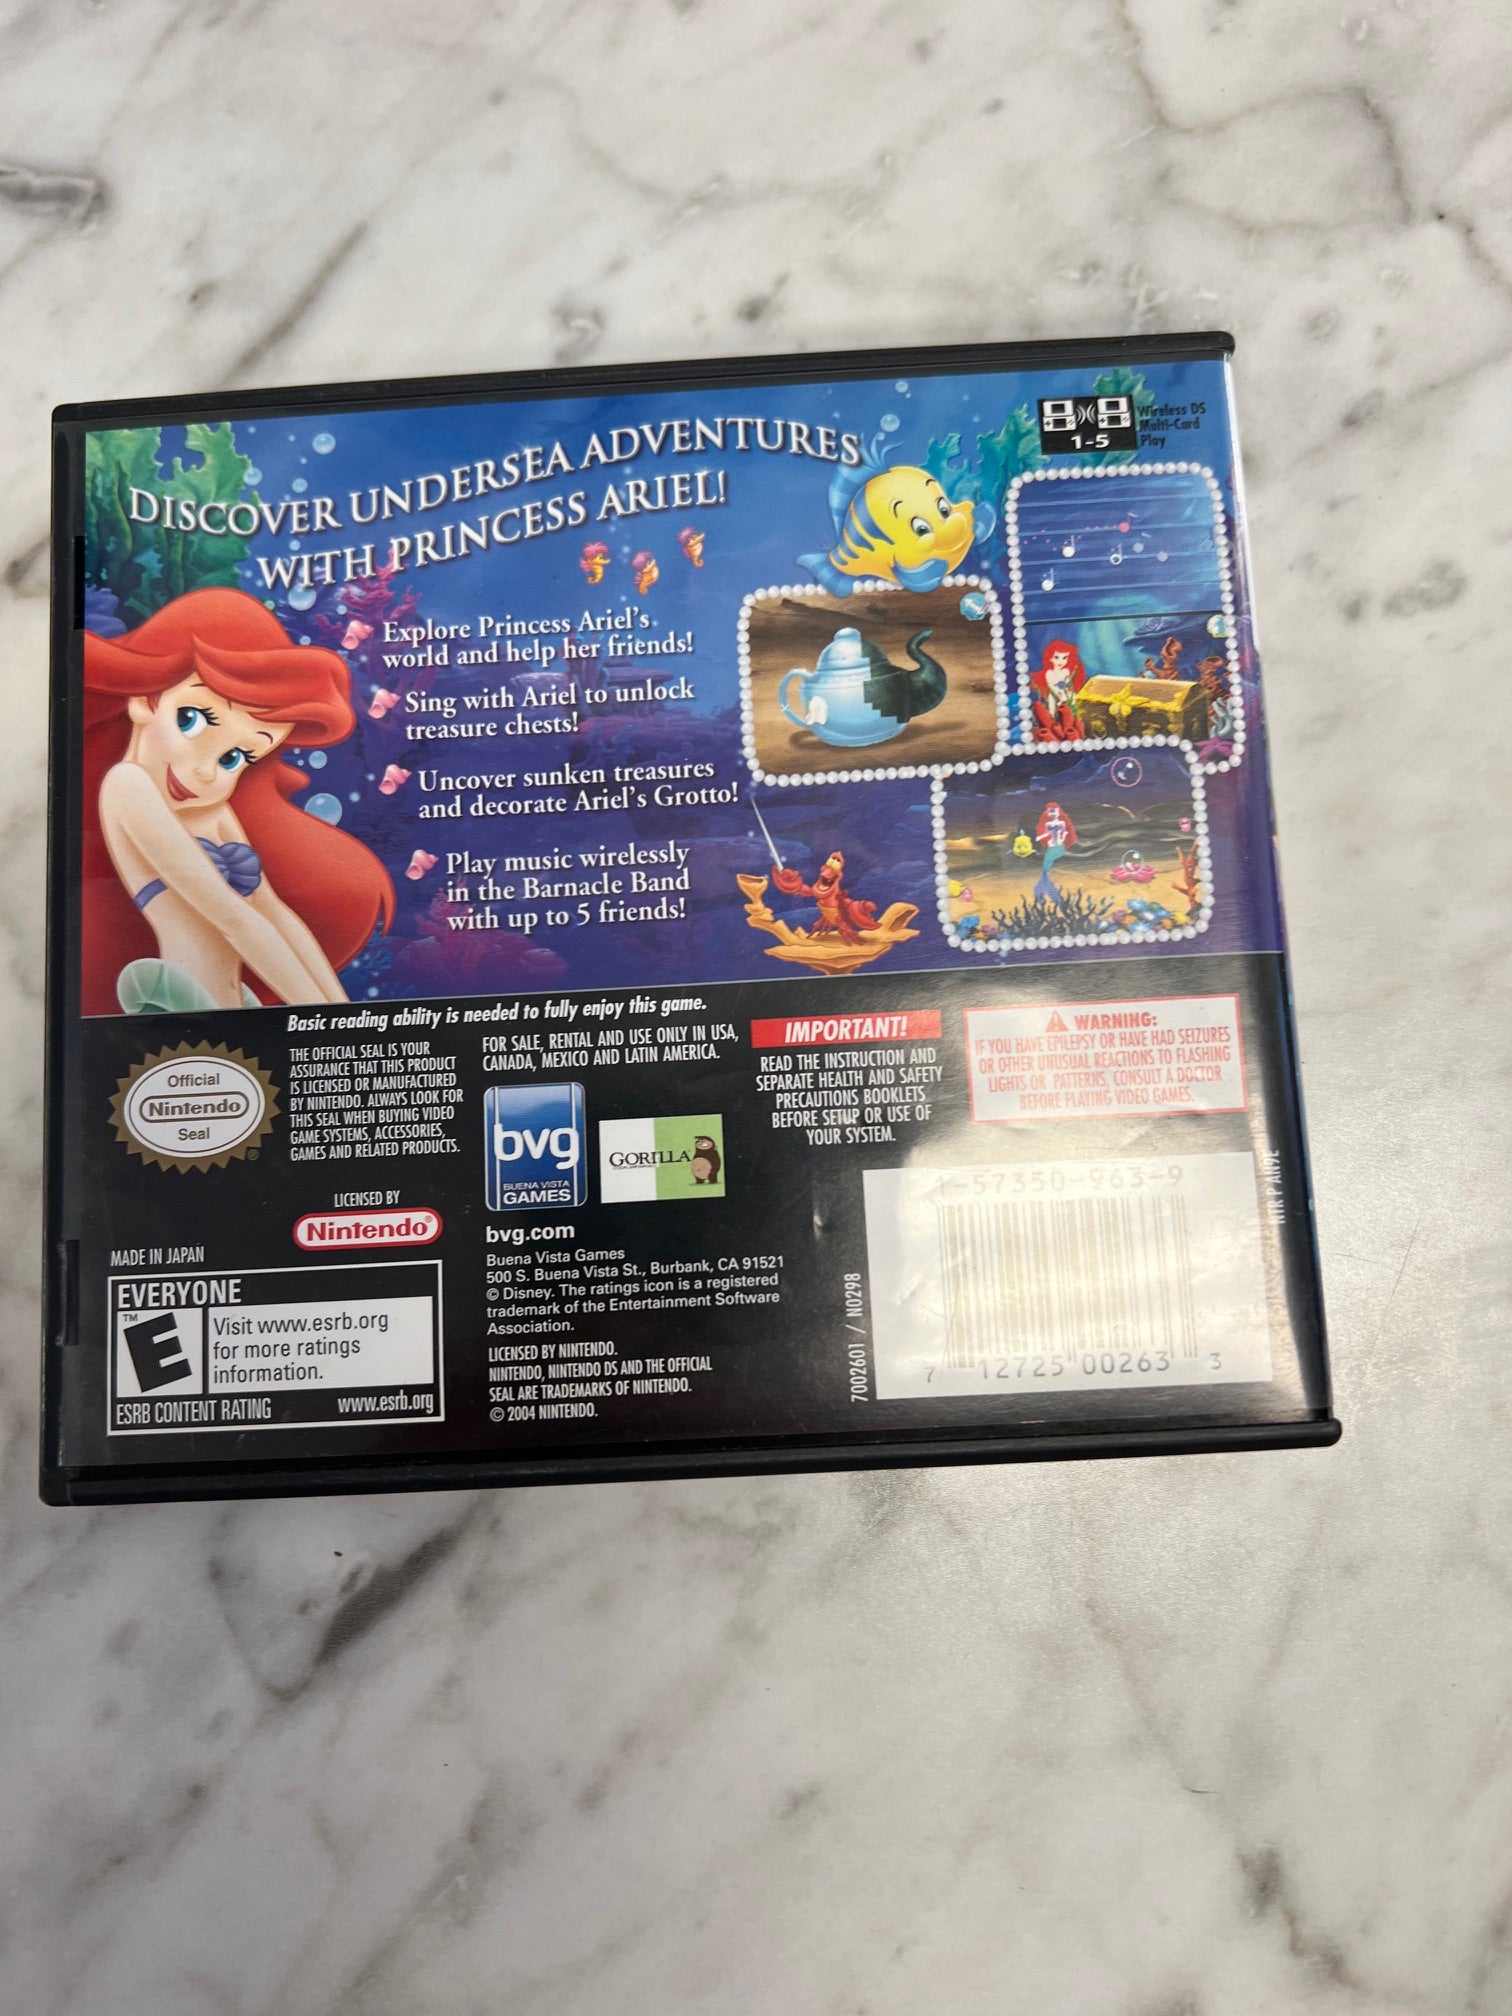 DISCOVER UNDERSEA ADVENTURES
WITH PRINCESS ARIEL!
Wireless DS
Multi-Card
Play
1-5
Explore Princess Ariel's
world and help her friends!
Sing with Ariel to unlock
treasure chests!
Uncover sunken treasures
and decorate Ariel's Grotto!
Play music wirelessly
in the Barnacle Band
with up to 5 friends!
Basic reading ability is needed to fully enjoy this game.
Official
Nintendo
Seal
®
THE OFFICIAL SEAL IS YOUR
ASSURANCE THAT THIS PRODUCT
IS LICENSED OR MANUFACTURED
BY NINTENDO. ALWAYS LOOK FOR
THIS SEAL WHEN BUYING VIDEO
GAME SYSTEMS, ACCESSORIES,
GAMES AND RELATED PRODUCTS.
LICENSED BY
Nintendo®
MADE IN JAPAN
EVERYONE
TM
E
Visit www.esrb.org
for more ratings
information.
ESRB CONTENT RATING
www.esrb.org
FOR SALE, RENTAL AND USE ONLY IN USA,
CANADA, MEXICO AND LATIN AMERICA.
bvg
BUENA VISTA
GAMES
GORILLA
bvg.com
Buena Vista Games
500 S. Buena Vista St., Burbank, CA 91521
© Disney. The ratings icon is a registered
trademark of the Entertainment Software
Association.
LICENSED BY NINTENDO.
NINTENDO, NINTENDO DS AND THE OFFICIAL
SEAL ARE TRADEMARKS OF NINTENDO.
© 2004 NINTENDO.
IMPORTANT!
READ THE INSTRUCTION AND
SEPARATE HEALTH AND SAFETY
PRECAUTIONS BOOKLETS
BEFORE SETUP OR USE OF
YOUR SYSTEM.
WARNING:
IF YOU HAVE EPILEPSY OR HAVE HAD SEIZURES
OR OTHER UNUSUAL REACTIONS TO FLASHING
LIGHTS OR PATTERNS, CONSULT A DOCTOR
BEFORE PLAYING VIDEO GAMES.
7002601 / N0298
1-57350-963-9
7 12725 00263 3